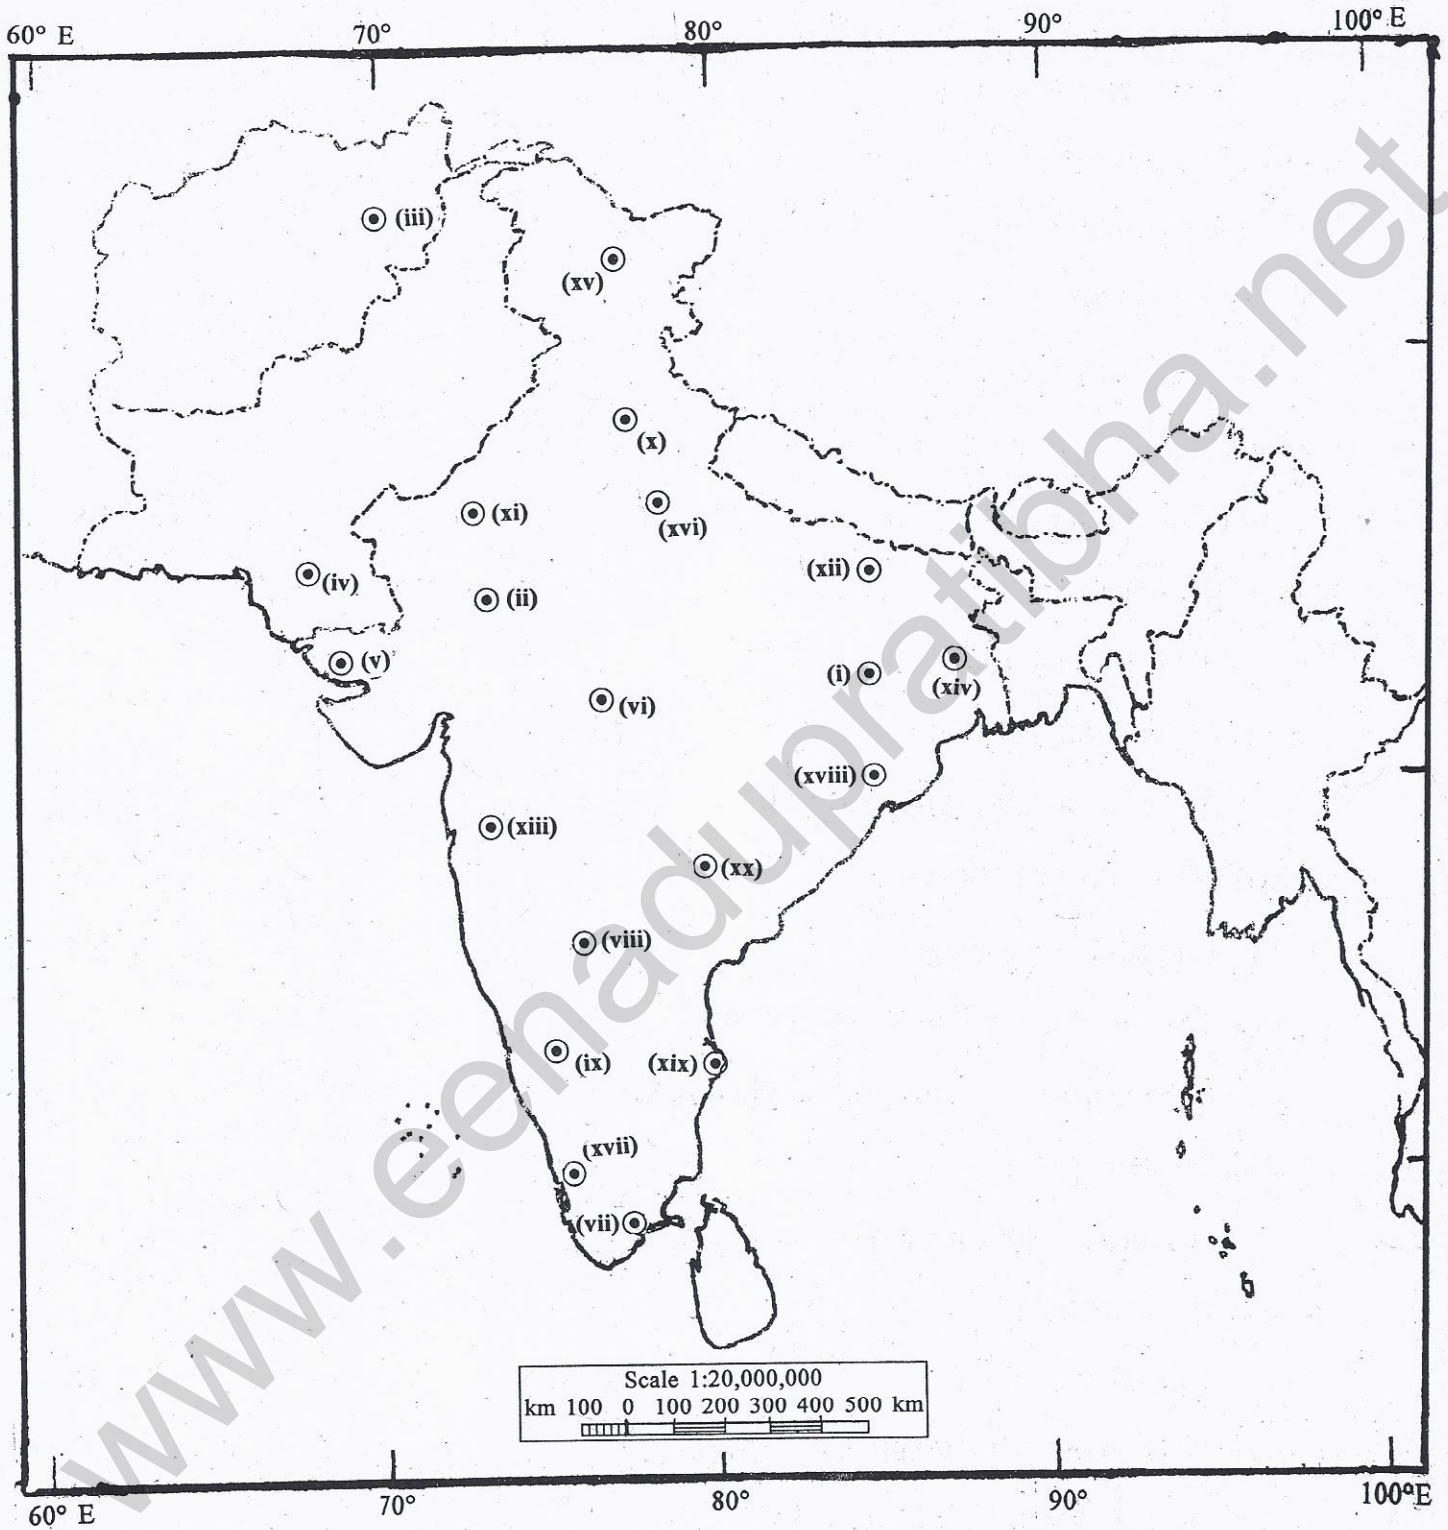 60° E 70° 80° 90° 100° E
(iii)
(xv)
(x)
(xi)
(xvi)
(xii)
(iv)
(ii)
(v)
(i)
(xiv)
(vi)
(xviii)
(xiii)
(xx)
(viii)
(ix)
(xix)
(xvii)
(vii)
www.eenadupratibha.net
Scale 1:20,000,000
km 100 0 100 200 300 400 500 km
60° E 70° 80° 90° 100°E